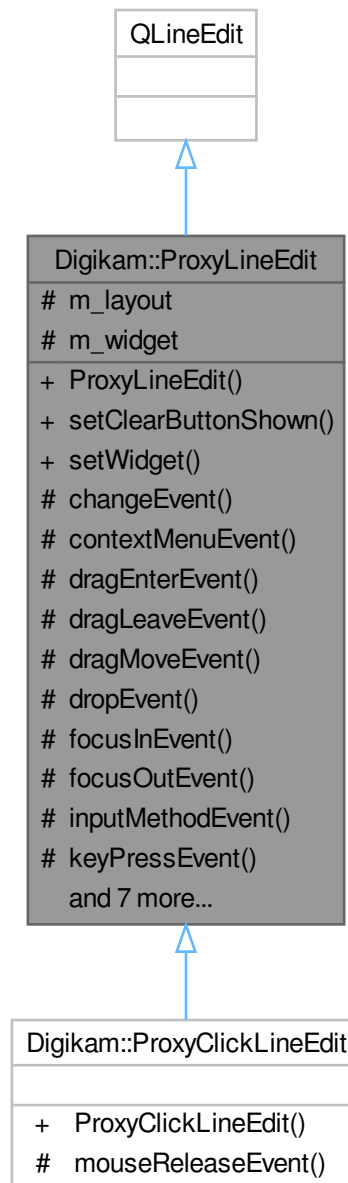 QLineEdit
Digikam::ProxyLineEdit
# m_layout
# m_widget
+ ProxyLineEdit()
+ setClearButtonShown()
+ setWidget()
# changeEvent()
# contextMenuEvent()
# dragEnterEvent()
# dragLeaveEvent()
# dragMoveEvent()
# dropEvent()
# focusInEvent()
# focusOutEvent()
# inputMethodEvent()
# keyPressEvent()
and 7 more...
Digikam::ProxyClickLineEdit
+ ProxyClickLineEdit()
# mouseReleaseEvent()